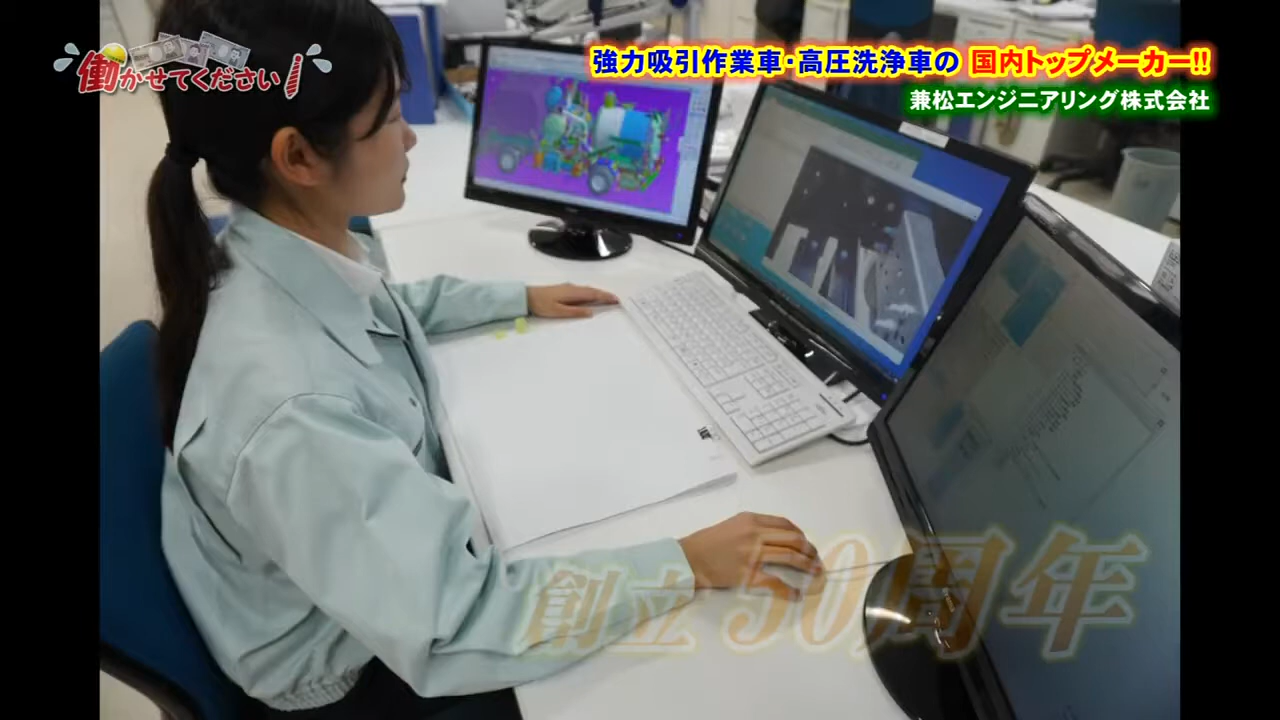 働かせてください!
強力吸引作業車・高圧洗浄車の 国内トップメーカー!!
兼松エンジニアリング株式会社
創立50周年